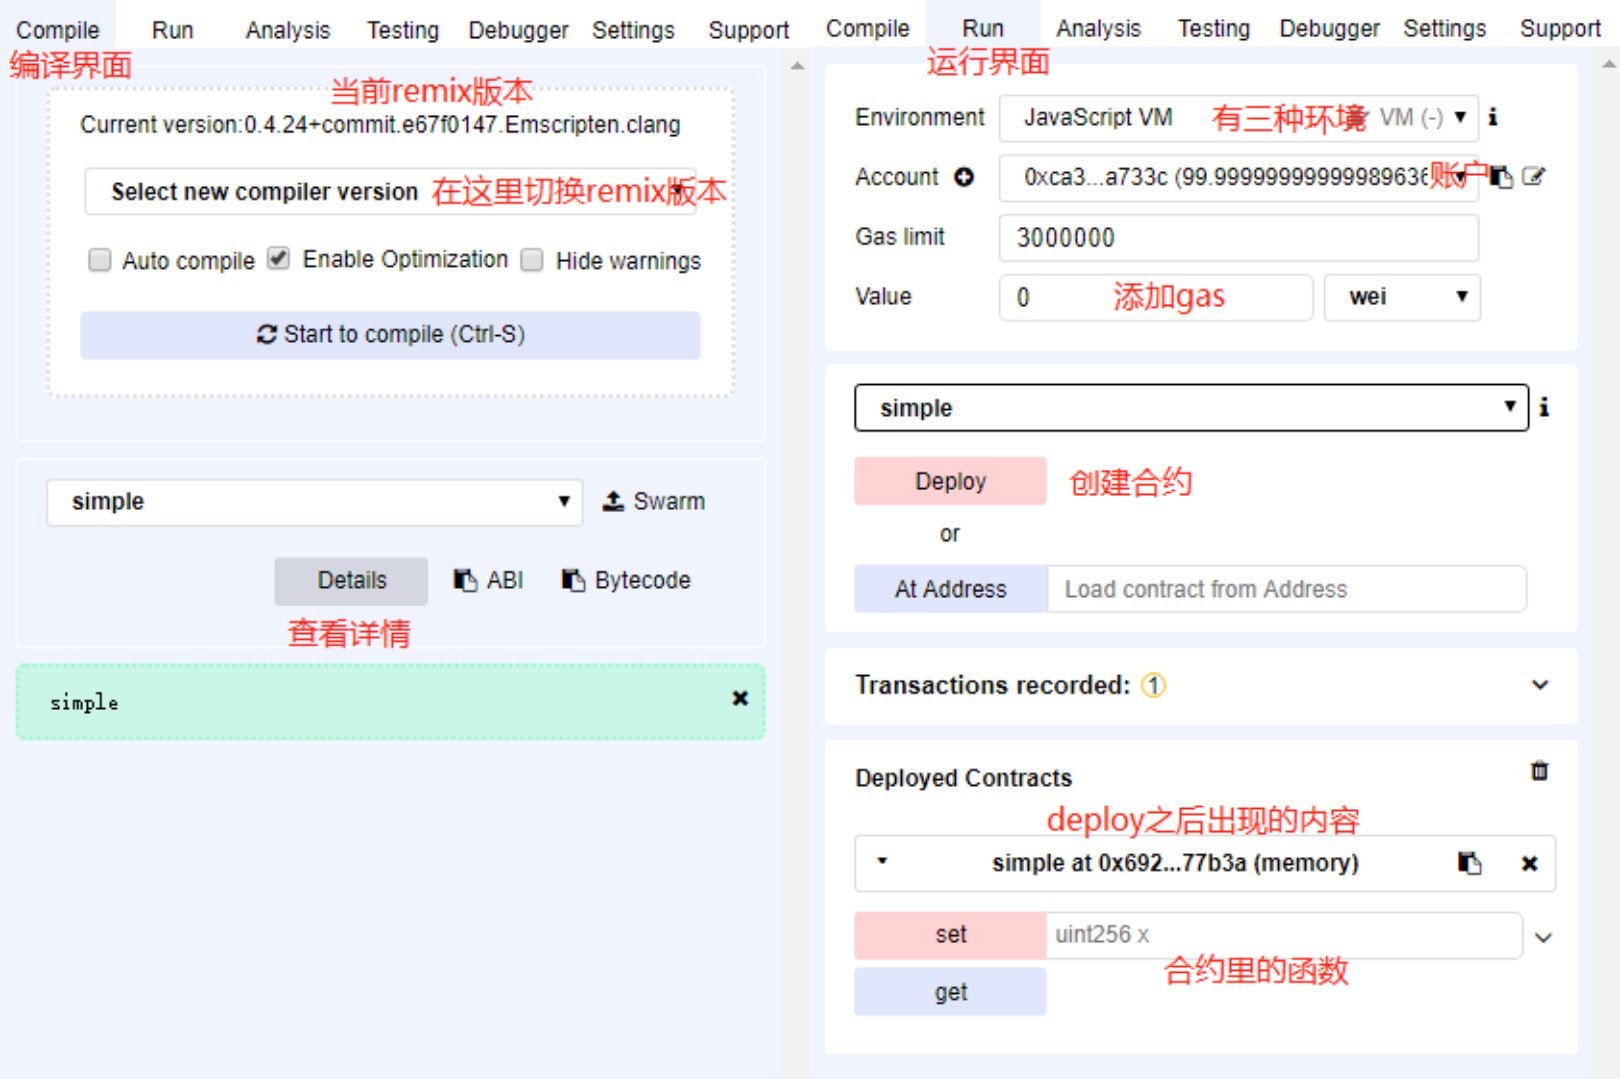 Compile Run Analysis Testing Debugger Settings Support
编译界面
当前remix版本
Current version:0.4.24+commit.e67f0147.Emscripten.clang
Select new compiler version 在这里切换remix版本
Auto compile Enable Optimization Hide warnings
Start to compile (Ctrl-S)
simple Swarm
Details ABI Bytecode
查看详情
simple
Compile Run Analysis Testing Debugger Settings Support
运行界面
Environment JavaScript VM 有三种环境 VM (-)
Account 0xca3...a733c (99.9999999999998963 账户
Gas limit 3000000
Value 0 添加gas wei
simple
Deploy 创建合约
or
At Address Load contract from Address
Transactions recorded: 1
Deployed Contracts
deploy之后出现的内容
simple at 0x692...77b3a (memory)
set uint256 x
合约里的函数
get